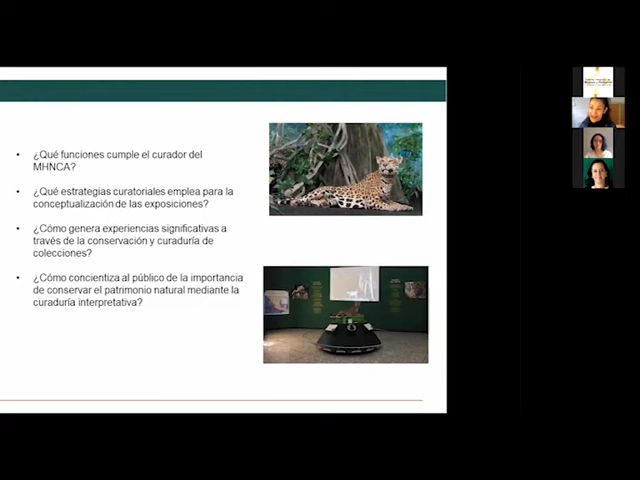 • ¿Qué funciones cumple el curador del
MHNCA?
• ¿Qué estrategias curatoriales emplea para la
conceptualización de las exposiciones?
• ¿Cómo genera experiencias significativas a
través de la conservación y curaduría de
colecciones?
• ¿Cómo concientiza al público de la importancia
de conservar el patrimonio natural mediante la
curaduría interpretativa?